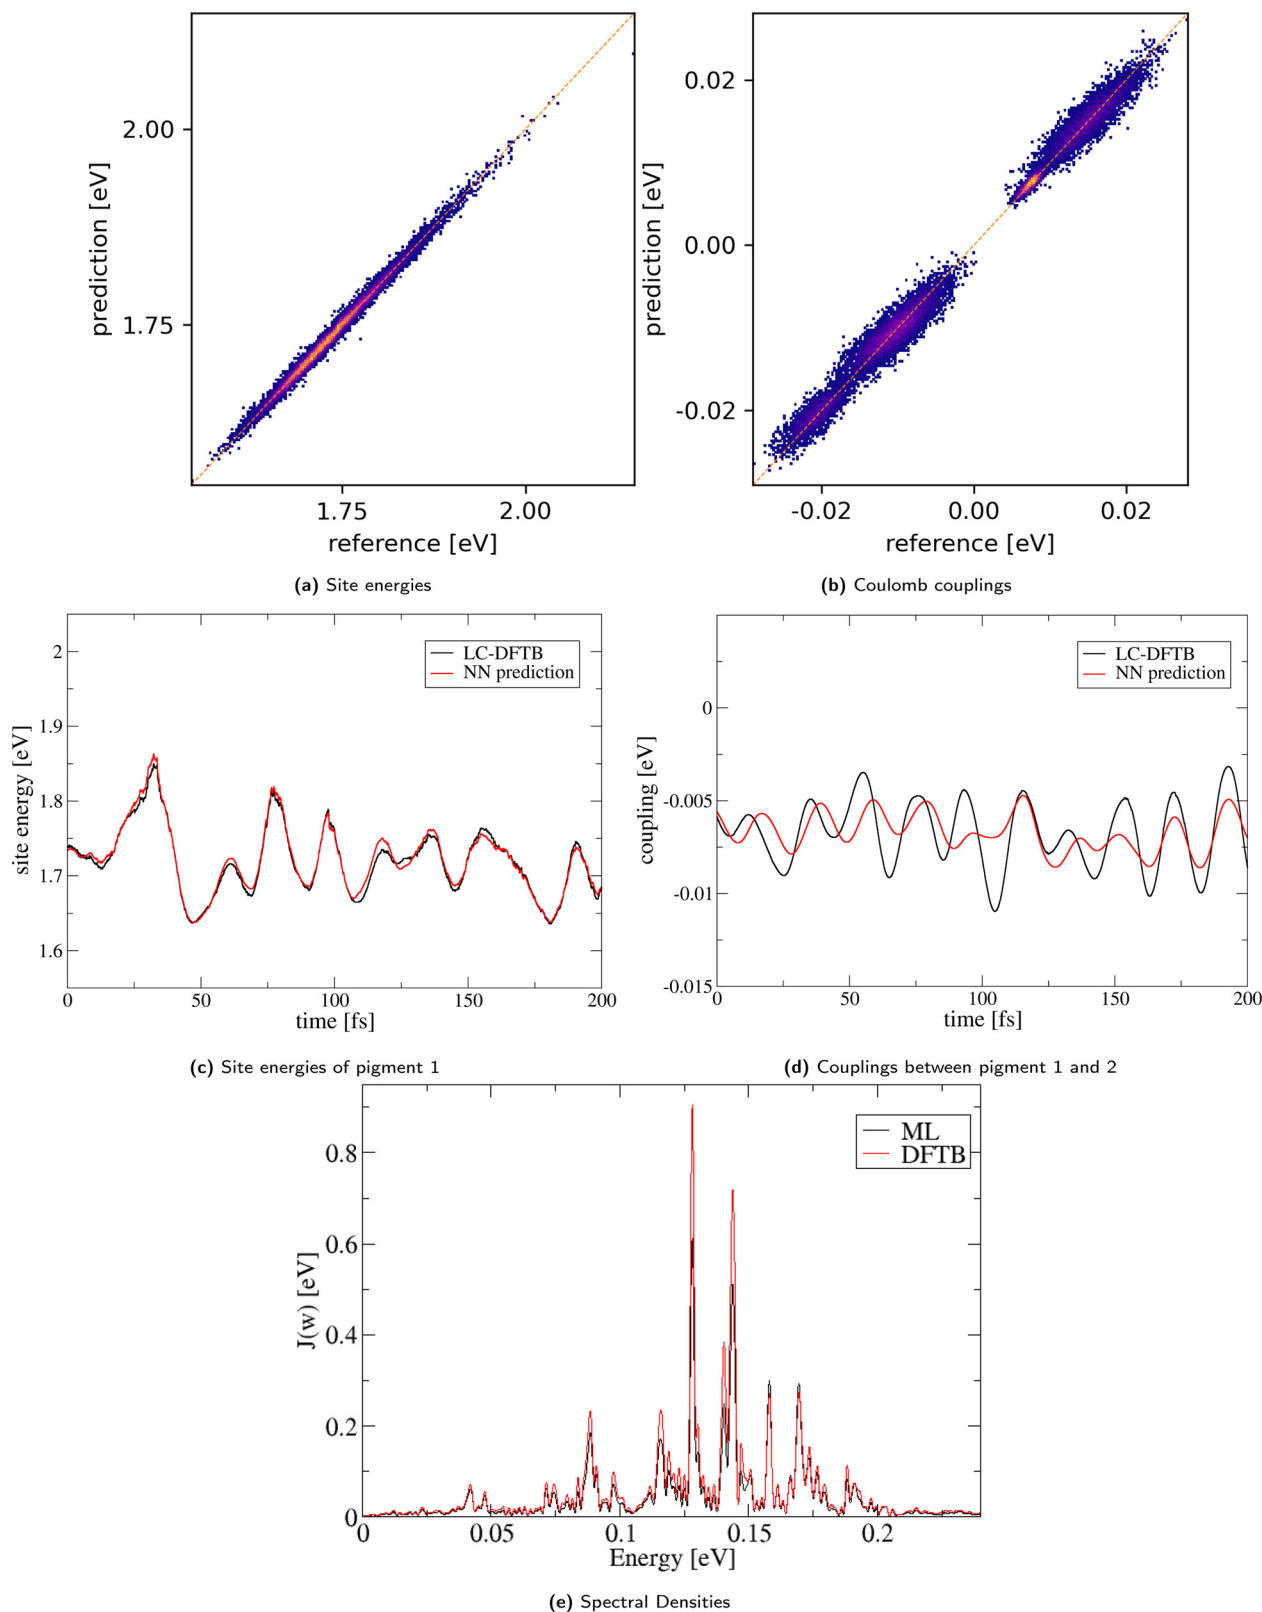 2.00
1.75
prediction [eV]
1.75
2.00
reference [eV]
(a) Site energies
0.02
0.00
-0.02
prediction [eV]
-0.02
0.00
0.02
reference [eV]
(b) Coulomb couplings
2
1.9
1.8
1.7
1.6
site energy [eV]
LC-DFTB
NN prediction
0
50
100
150
200
time [fs]
(c) Site energies of pigment 1
0
-0.005
-0.01
-0.015
coupling [eV]
LC-DFTB
NN prediction
0
50
100
150
200
time [fs]
(d) Couplings between pigment 1 and 2
0.8
0.6
0.4
0.2
0
J(w) [eV]
ML
DFTB
0
0.05
0.1
0.15
0.2
Energy [eV]
(e) Spectral Densities